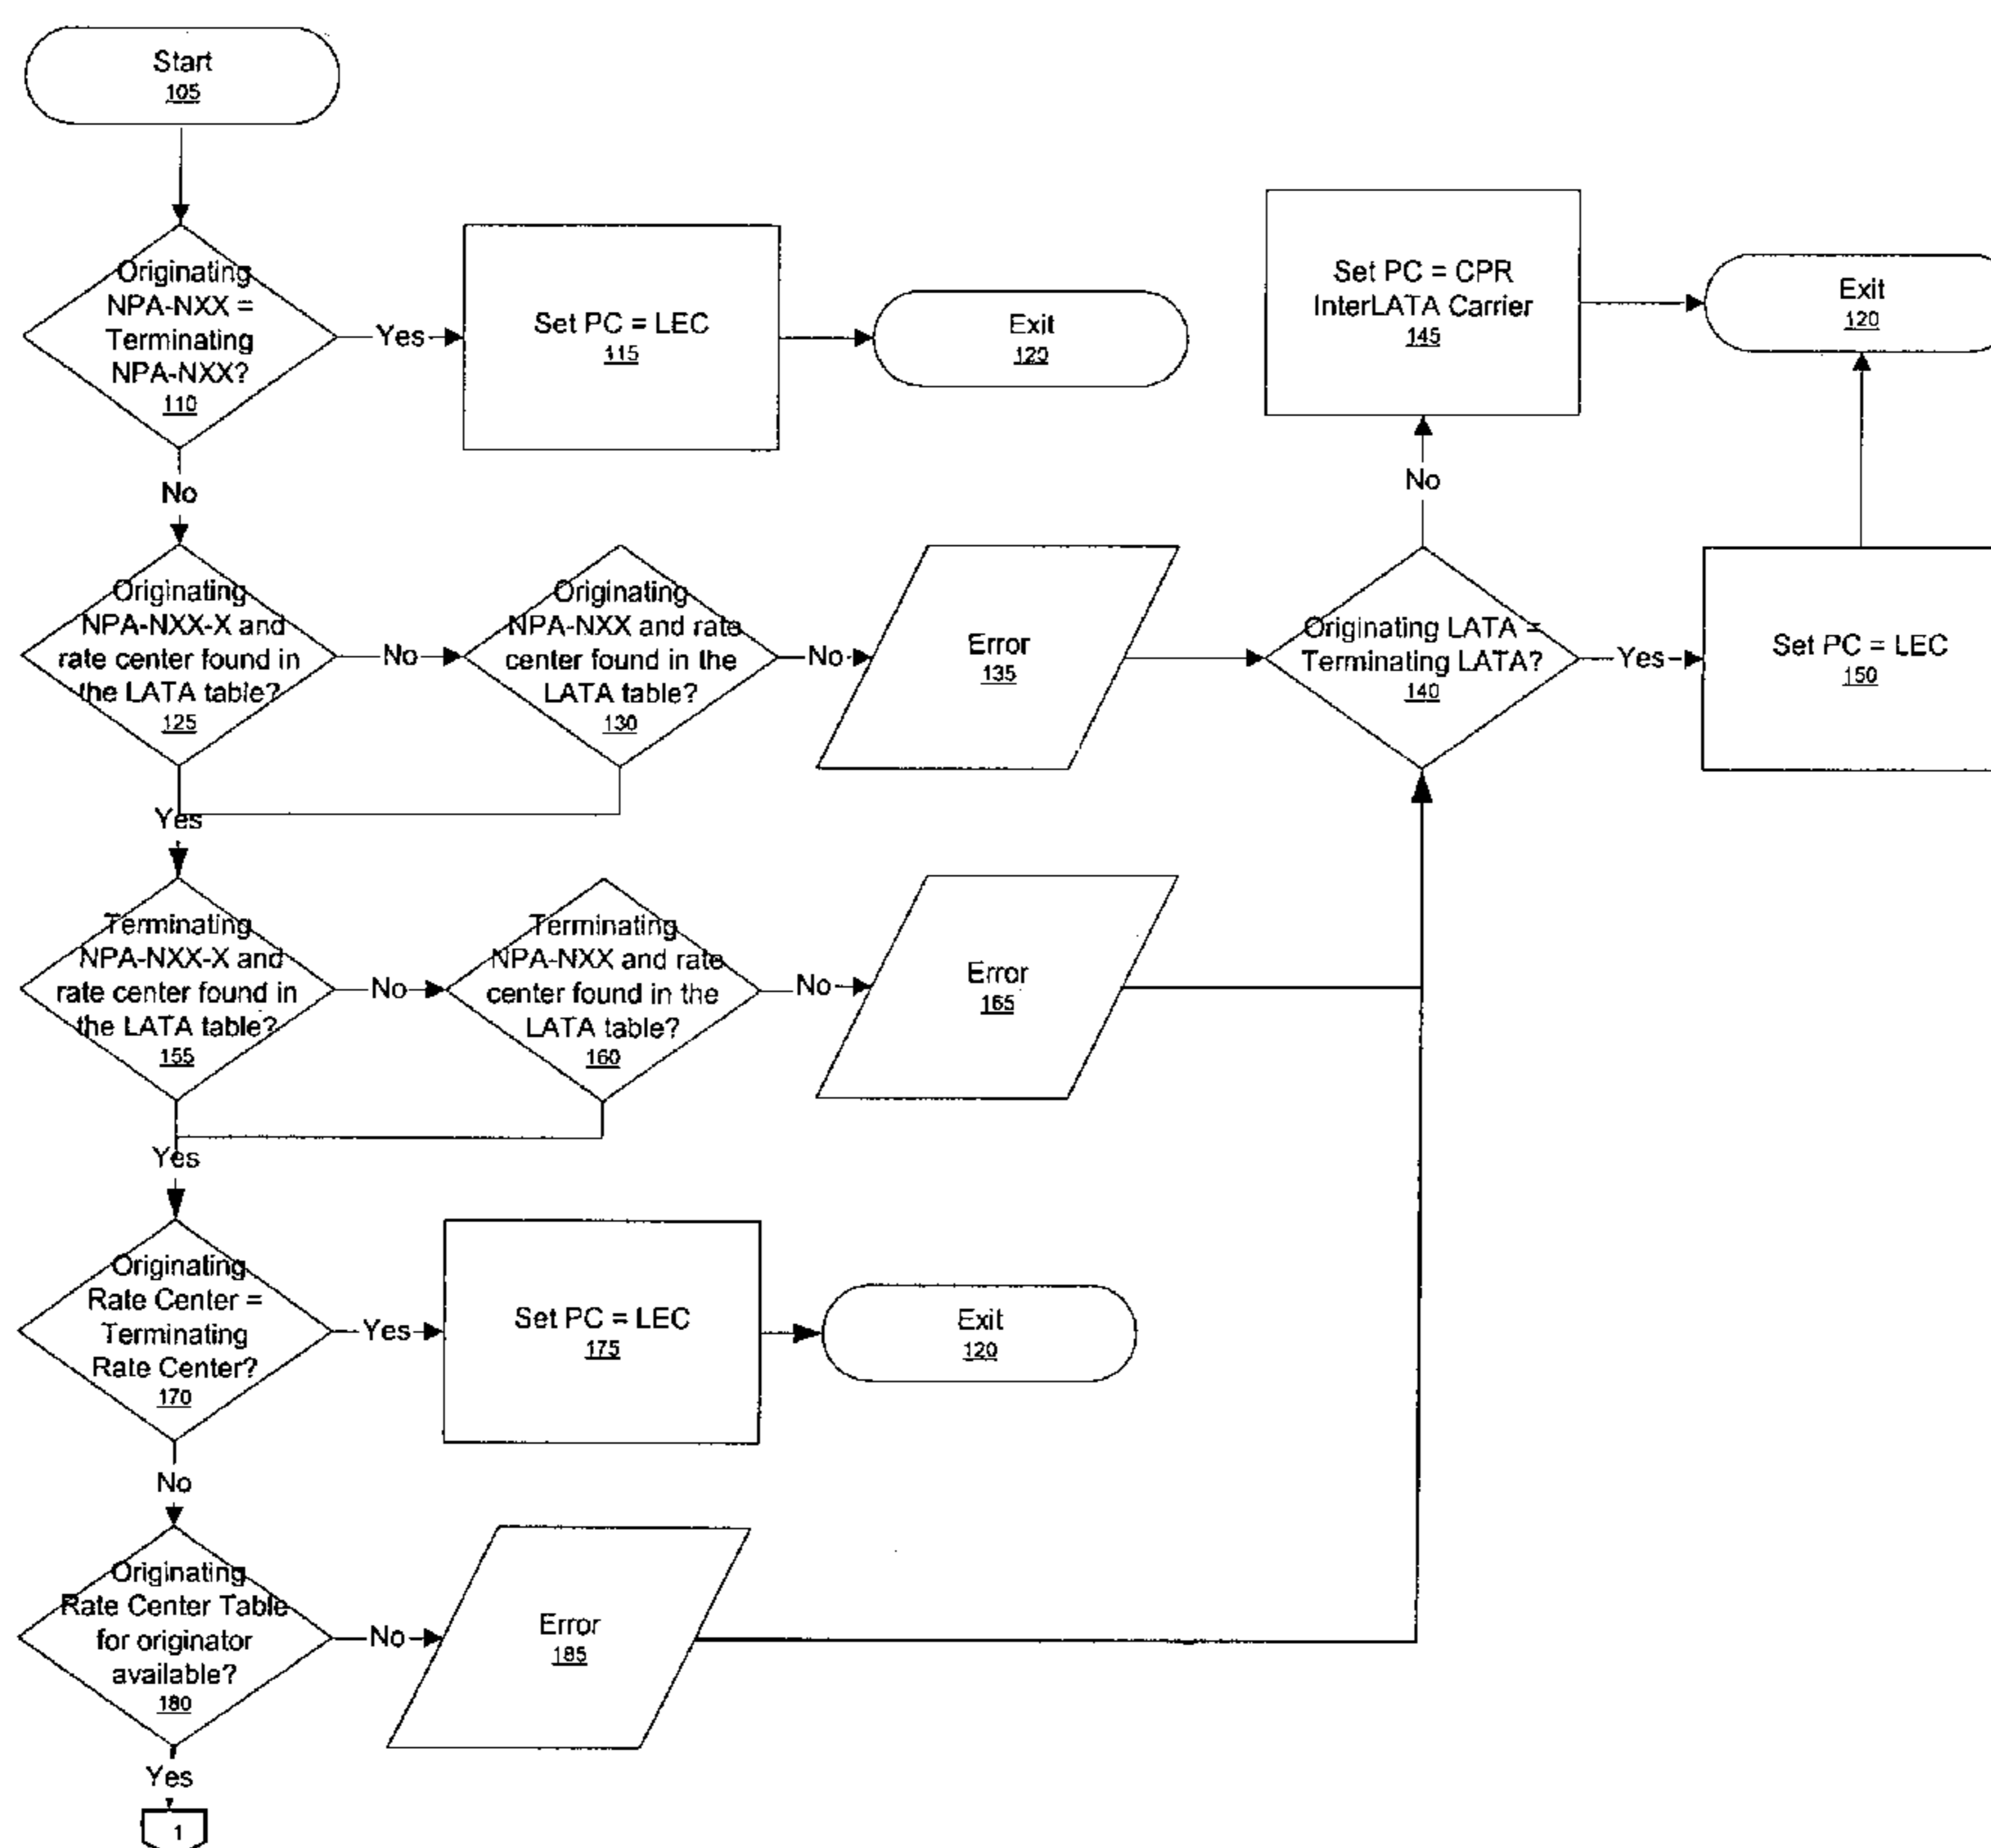 Start
105
Originating
NPA-NXX =
Terminating
NPA-NXX?
110
Yes
Set PC = LEC
115
Exit
120
Set PC = CPR
InterLATA Carrier
145
Exit
120
No
No
Originating
NPA-NXX-X and
rate center found in
the LATA table?
125
No
Originating
NPA-NXX and rate
center found in the
LATA table?
130
No
Error
135
Originating LATA =
Terminating LATA?
140
Yes
Set PC = LEC
150
Yes
Terminating
NPA-NXX-X and
rate center found in
the LATA table?
155
No
Terminating
NPA-NXX and rate
center found in the
LATA table?
160
No
Error
165
Yes
Originating
Rate Center =
Terminating
Rate Center?
170
Yes
Set PC = LEC
175
Exit
120
No
Originating
Rate Center Table
for originator
available?
180
No
Error
185
Yes
1